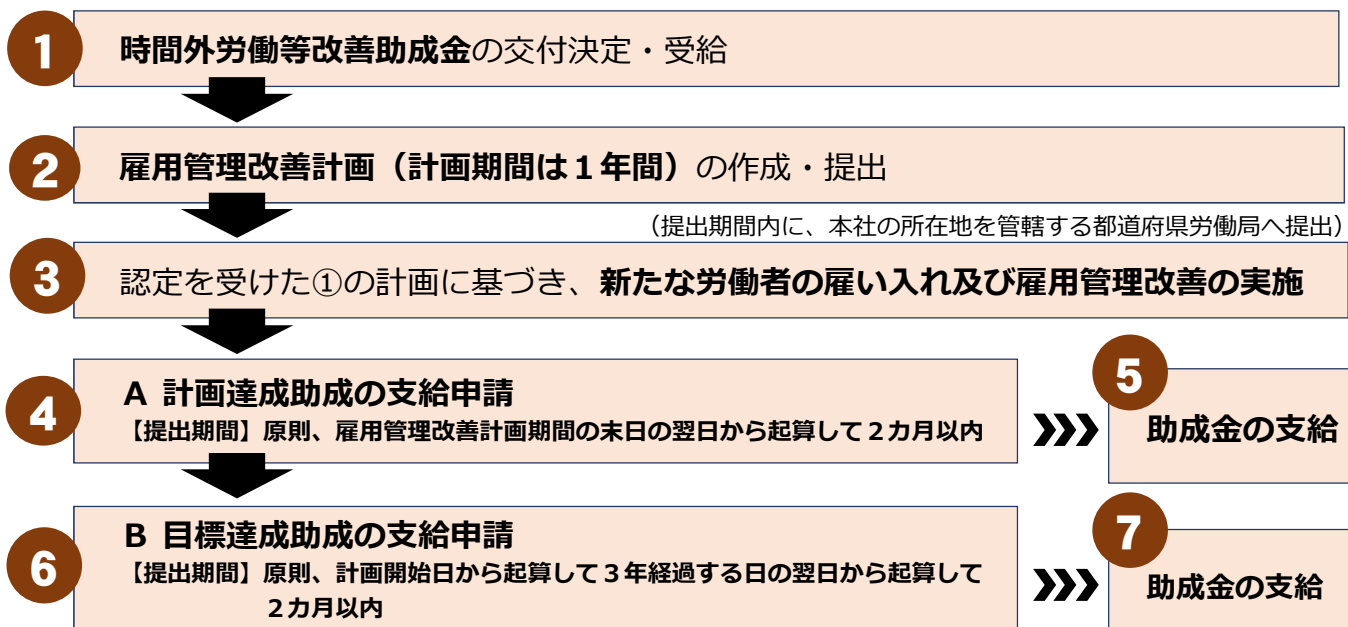 1
時間外労働等改善助成金の交付決定・受給
2
雇用管理改善計画（計画期間は１年間）の作成・提出
（提出期間内に、本社の所在地を管轄する都道府県労働局へ提出）
3
認定を受けた①の計画に基づき、新たな労働者の雇い入れ及び雇用管理改善の実施
4
A 計画達成助成の支給申請
【提出期間】原則、雇用管理改善計画期間の末日の翌日から起算して２カ月以内
5
助成金の支給
6
B 目標達成助成の支給申請
【提出期間】原則、計画開始日から起算して３年経過する日の翌日から起算して
２カ月以内
7
助成金の支給